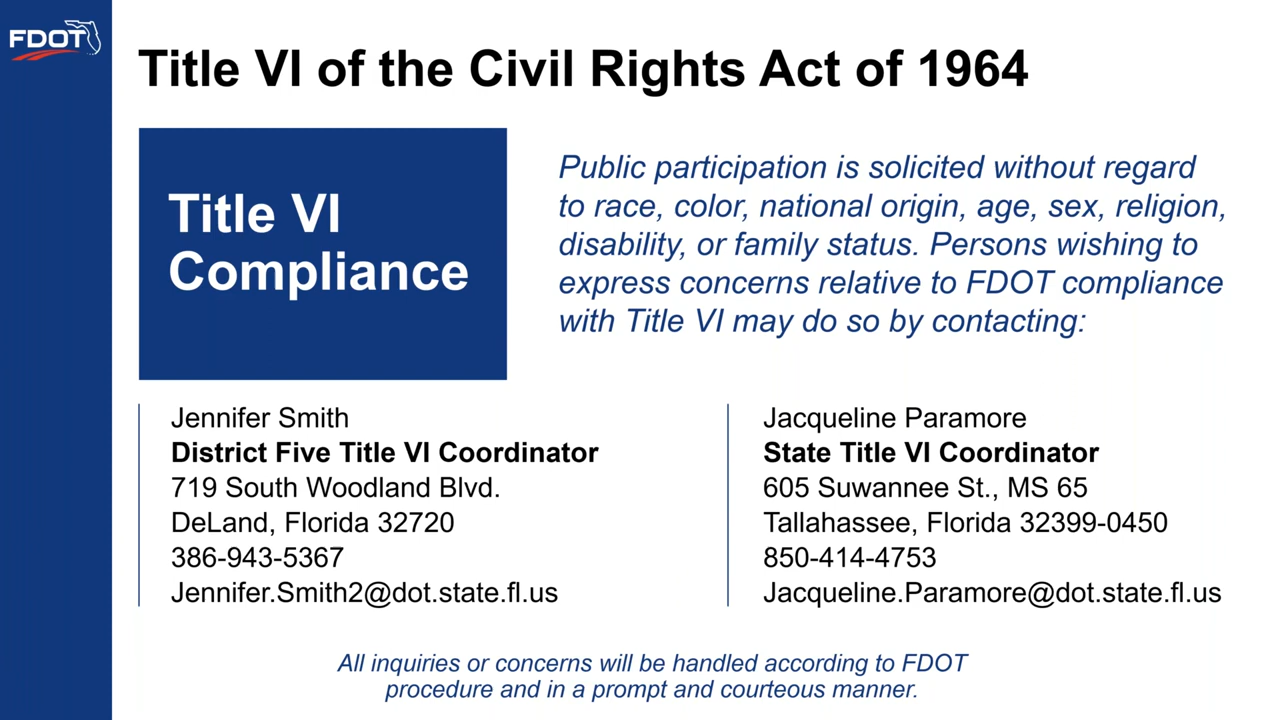 FDOT
Title VI of the Civil Rights Act of 1964
Title VI
Compliance
Public participation is solicited without regard
to race, color, national origin, age, sex, religion,
disability, or family status. Persons wishing to
express concerns relative to FDOT compliance
with Title VI may do so by contacting:
Jennifer Smith
District Five Title VI Coordinator
719 South Woodland Blvd.
DeLand, Florida 32720
386-943-5367
Jennifer.Smith2@dot.state.fl.us
Jacqueline Paramore
State Title VI Coordinator
605 Suwannee St., MS 65
Tallahassee, Florida 32399-0450
850-414-4753
Jacqueline.Paramore@dot.state.fl.us
All inquiries or concerns will be handled according to FDOT
procedure and in a prompt and courteous manner.